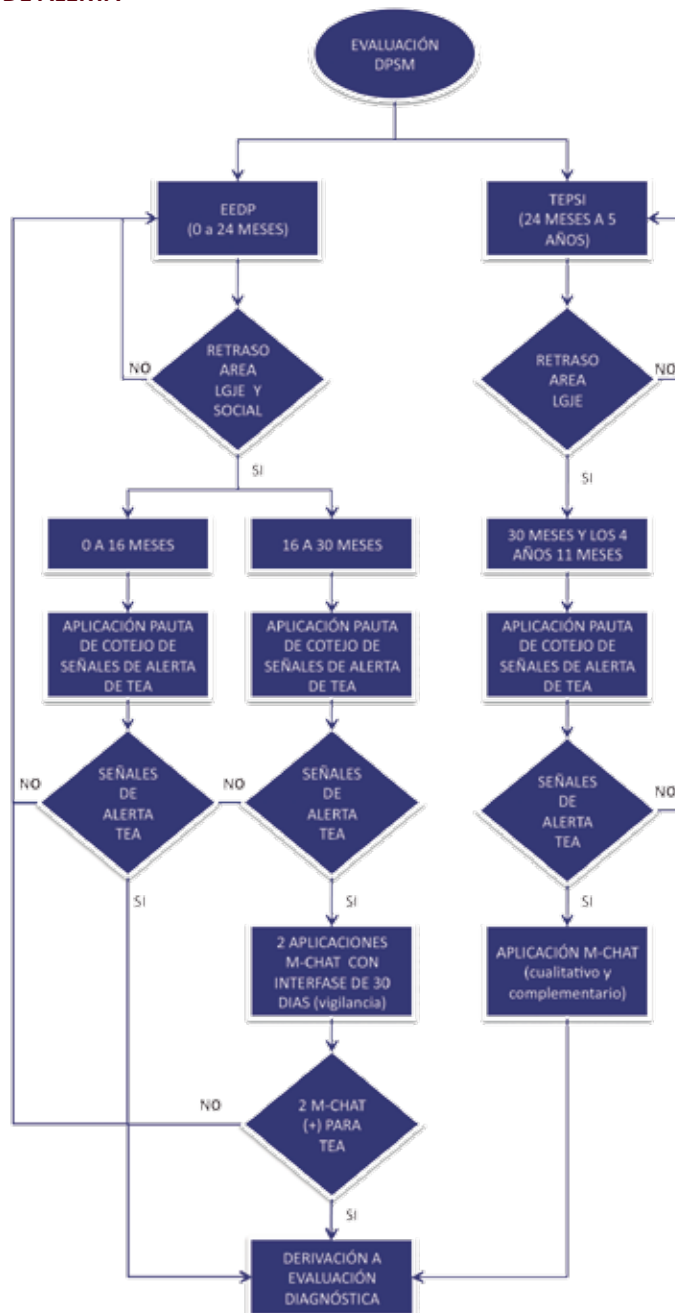 DE ALERTA
EVALUACIÓN
DPSM
EEDP
(0 a 24 MESES)
TEPSI
(24 MESES A 5
AÑOS)
RETRASO
AREA
LGJE Y
SOCIAL
NO
SI
RETRASO
AREA
LGJE
NO
SI
0 A 16 MESES
16 A 30 MESES
30 MESES Y LOS 4
AÑOS 11 MESES
APLICACIÓN PAUTA
DE COTEJO DE
SEÑALES DE ALERTA
DE TEA
APLICACIÓN PAUTA
DE COTEJO DE
SEÑALES DE ALERTA
DE TEA
APLICACIÓN PAUTA
DE COTEJO DE
SEÑALES DE ALERTA
DE TEA
NO
SEÑALES
DE
ALERTA
TEA
SI
NO
SEÑALES
DE
ALERTA
TEA
SI
SEÑALES
DE
ALERTA
TEA
NO
SI
2 APLICACIONES
M-CHAT CON
INTERFASE DE 30
DIAS (vigilancia)
APLICACIÓN M-CHAT
(cualitativo y
complementario)
NO
2 M-CHAT
(+) PARA
TEA
SI
DERIVACIÓN A
EVALUACIÓN
DIAGNÓSTICA